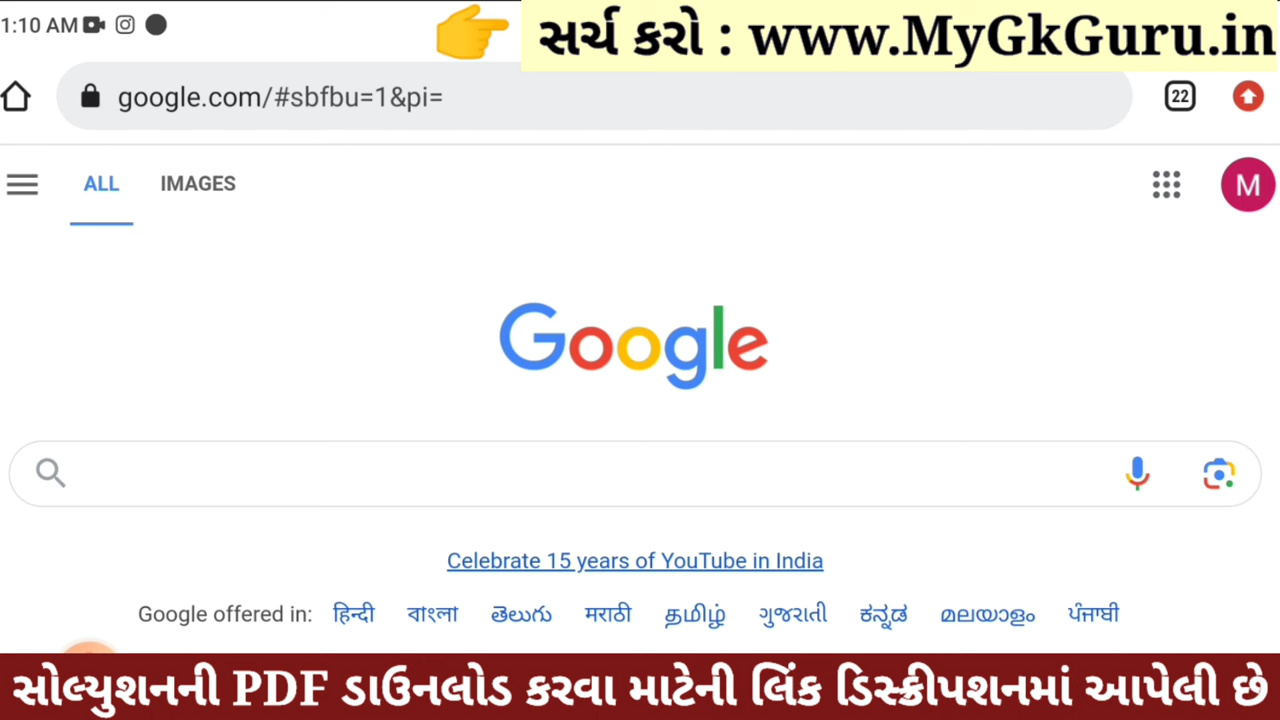 1:10 AM
સર્ચ કરો : www.MyGkGuru.in
google.com/#sbfbu=1&pi=
22
ALL IMAGES
M
Google
Celebrate 15 years of YouTube in India
Google offered in: हिन्दी বাংলা తెలుగు मराठी தமிழ் ગુજરાતી ಕನ್ನಡ മലയാളം ਪੰਜਾਬੀ
સોલ્યુશનની PDF ડાઉનલોડ કરવા માટેની લિંક ડિસ્ક્રીપશનમાં આપેલી છે